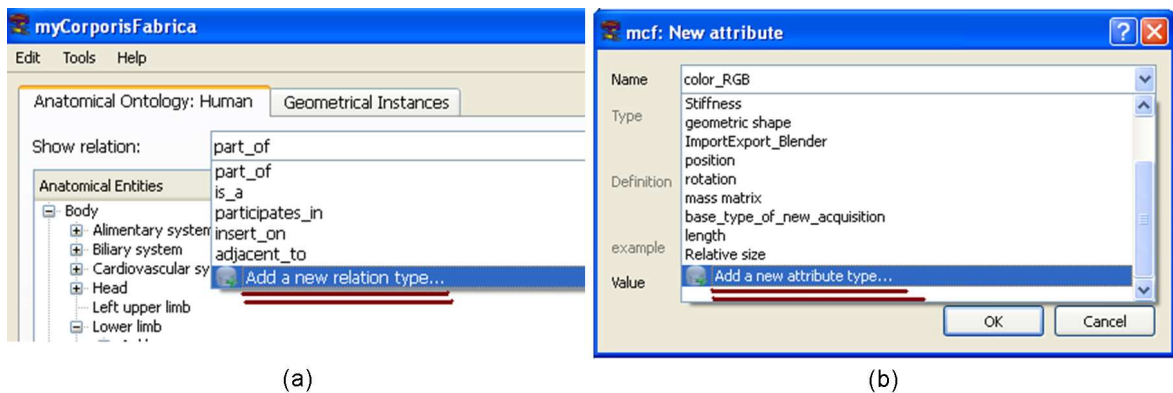 myCorporisFabrica
Edit Tools Help
Anatomical Ontology: Human Geometrical Instances
Show relation: part_of
part_of
is_a
participates_in
insert_on
adjacent_to
Add a new relation type...
Anatomical Entities
Body
Alimentary system
Biliary system
Cardiovascular sy
Head
Left upper limb
Lower limb
(a)
mcf: New attribute
Name color_RGB
Type
Definition
example
Value
Stiffness
geometric shape
ImportExport_Blender
position
rotation
mass matrix
base_type_of_new_acquisition
length
Relative size
Add a new attribute type...
OK Cancel
(b)